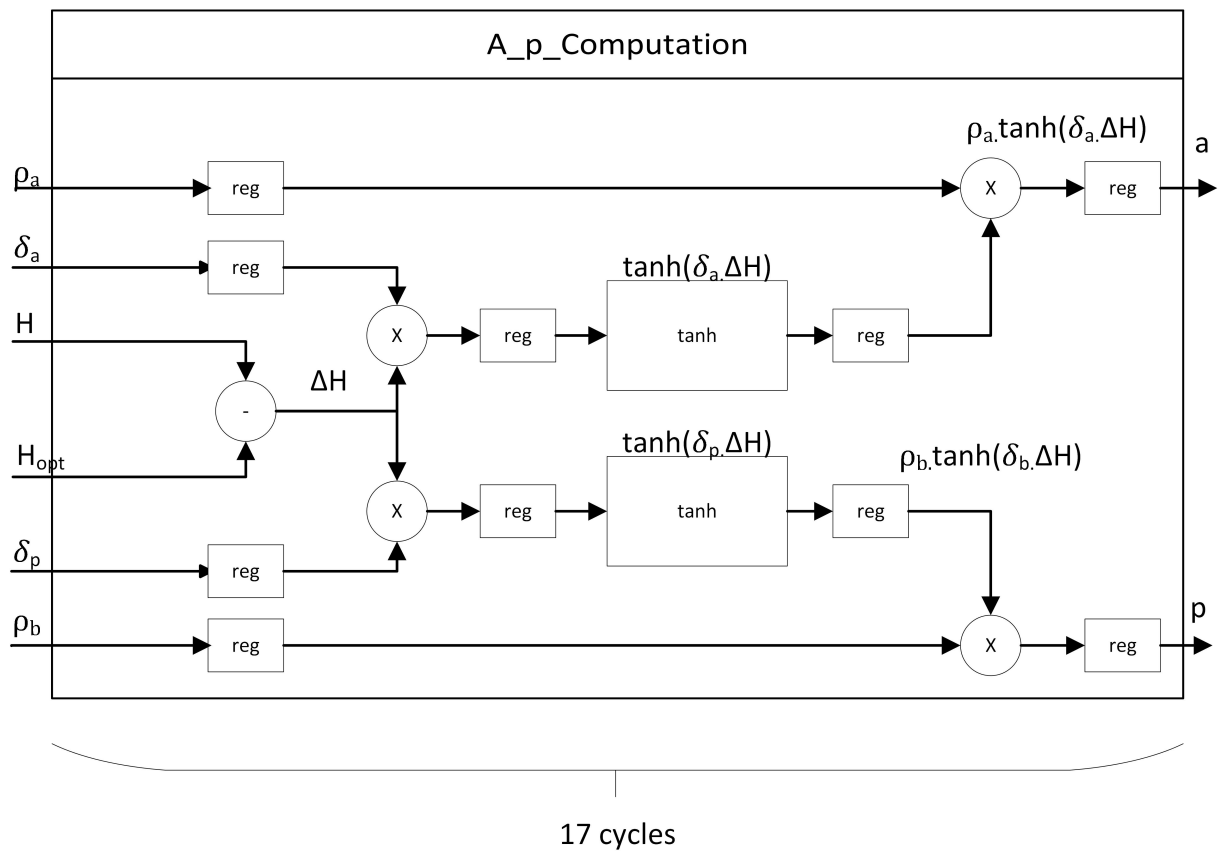 A_p_Computation
ρa.tanh(δa.ΔH)
a
ρa
reg
X
reg
δa
reg
tanh(δa.ΔH)
H
X
reg
tanh
reg
ΔH
-
Hopt
tanh(δp.ΔH)
ρb.tanh(δb.ΔH)
X
reg
tanh
reg
δp
reg
ρb
reg
X
reg
p
17 cycles